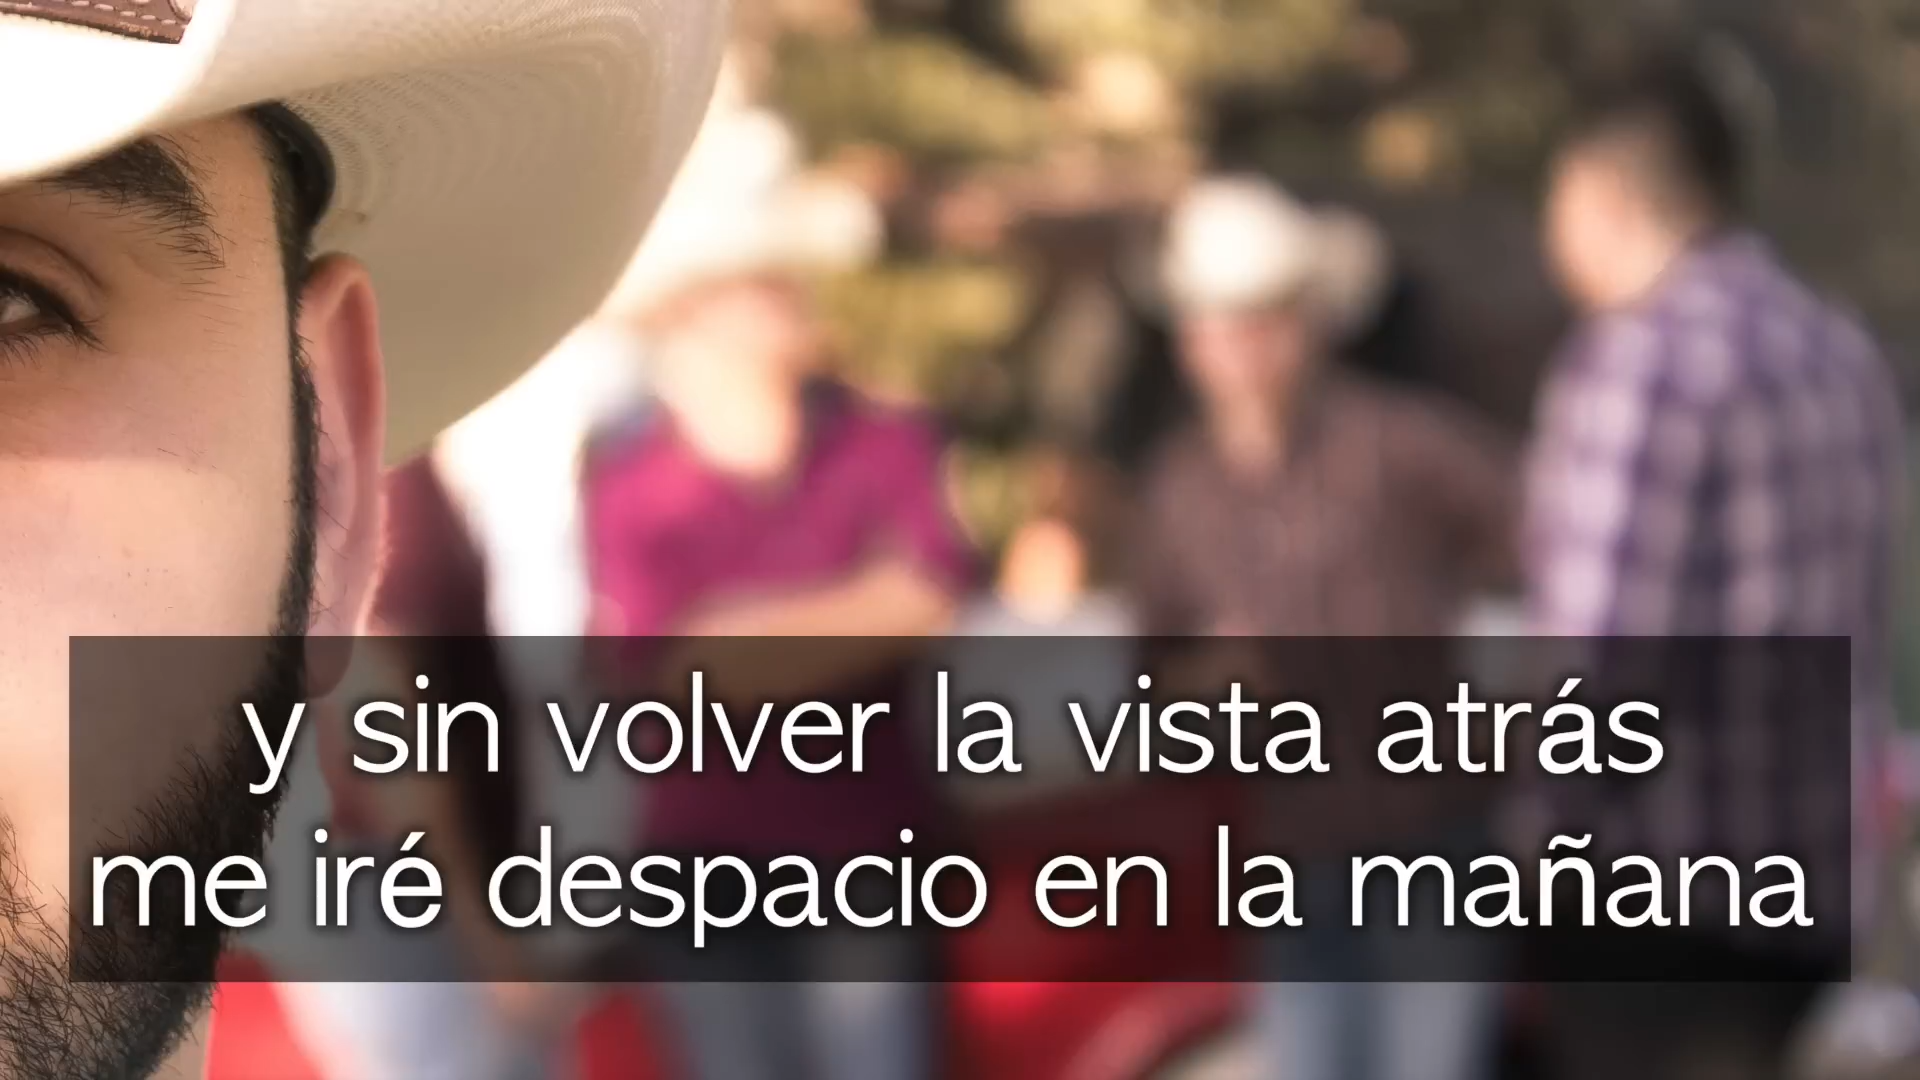 y sin volver la vista atrás
me iré despacio en la mañana